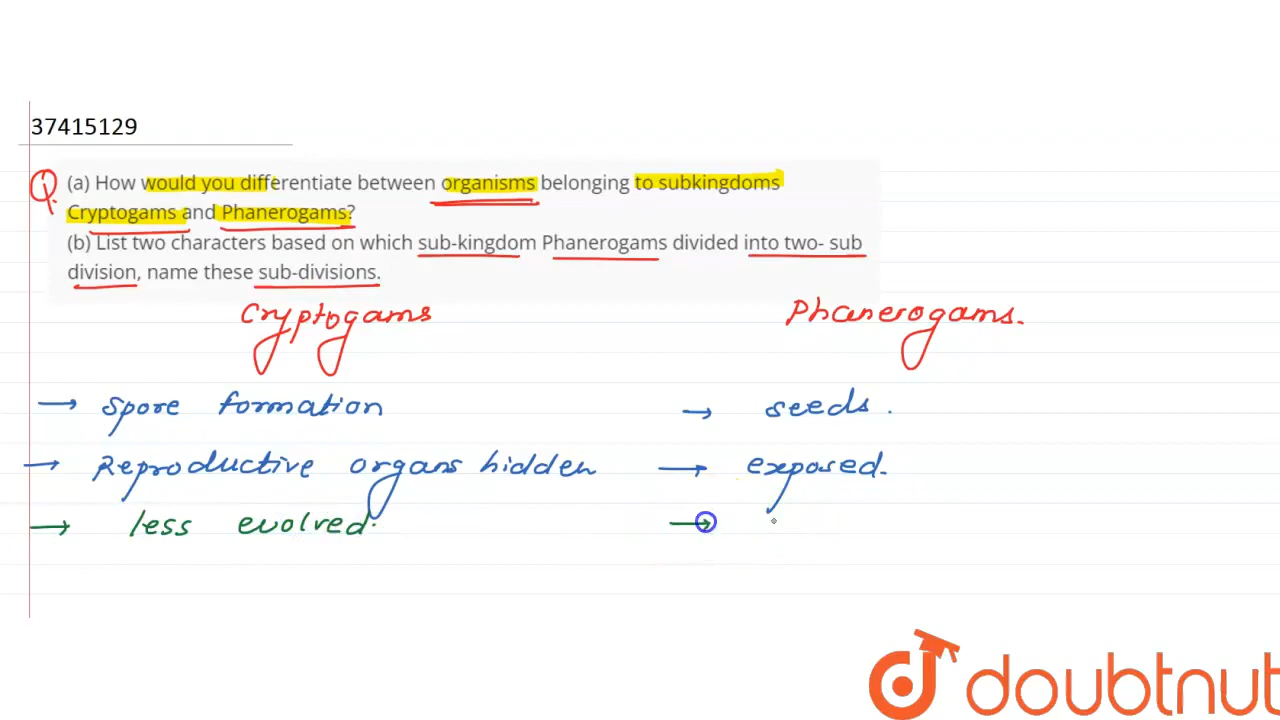 37415129
Q. (a) How would you differentiate between organisms belonging to subkingdoms
Cryptogams and Phanerogams?
(b) List two characters based on which sub-kingdom Phanerogams divided into two- sub
division, name these sub-divisions.
Cryptogams Phanerogams.
→ Spore formation → seeds.
→ Reproductive organs hidden → exposed.
→ less evolved. →
doubtnut